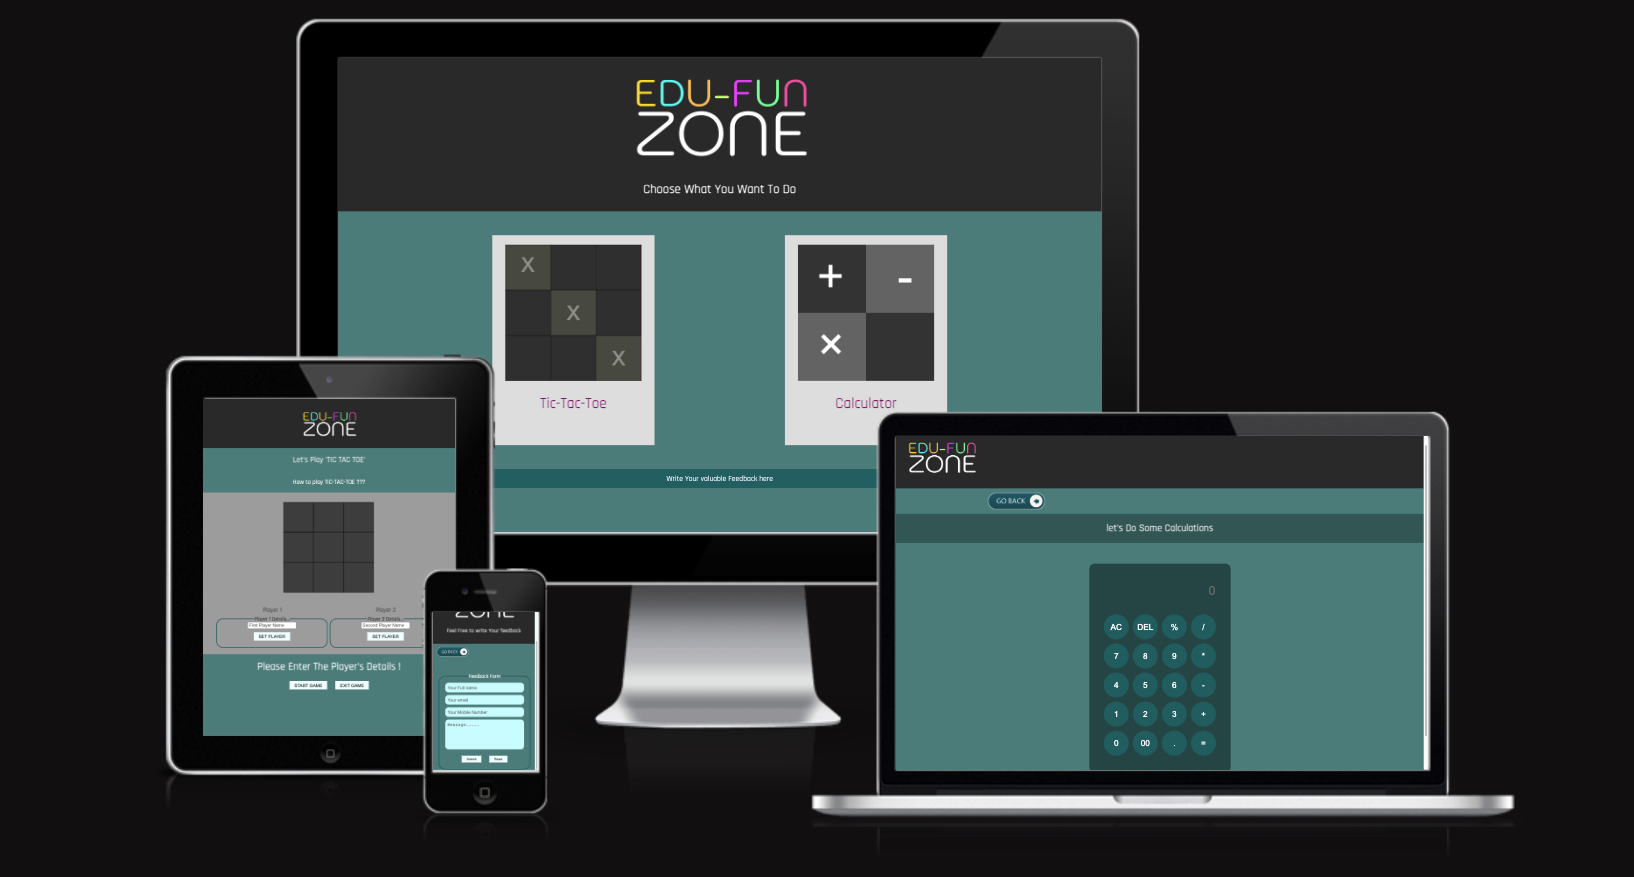 EDU-FUN
ZONE
Choose What You Want To Do
X
X
X
+ -
×
Tic-Tac-Toe
Calculator
Write Your valuable Feedback here
EDU-FUN
ZONE
Let's Play 'TIC TAC TOE'
How to play TIC-TAC-TOE ???
Player 1
Player 2
Player 1 Details
Player 2 Details
First Player Name
Second Player Name
SET PLAYER
SET PLAYER
Please Enter The Player's Details !
START GAME EXIT GAME
ZONE
Feel Free to write Your feedback
GO BACK
Feedback Form
Your Full name
Your email
Your Mobile Number
Message.....
Submit Reset
EDU-FUN
ZONE
GO BACK
let's Do Some Calculations
0
AC DEL % /
7 8 9 *
4 5 6 -
1 2 3 +
0 00 . =